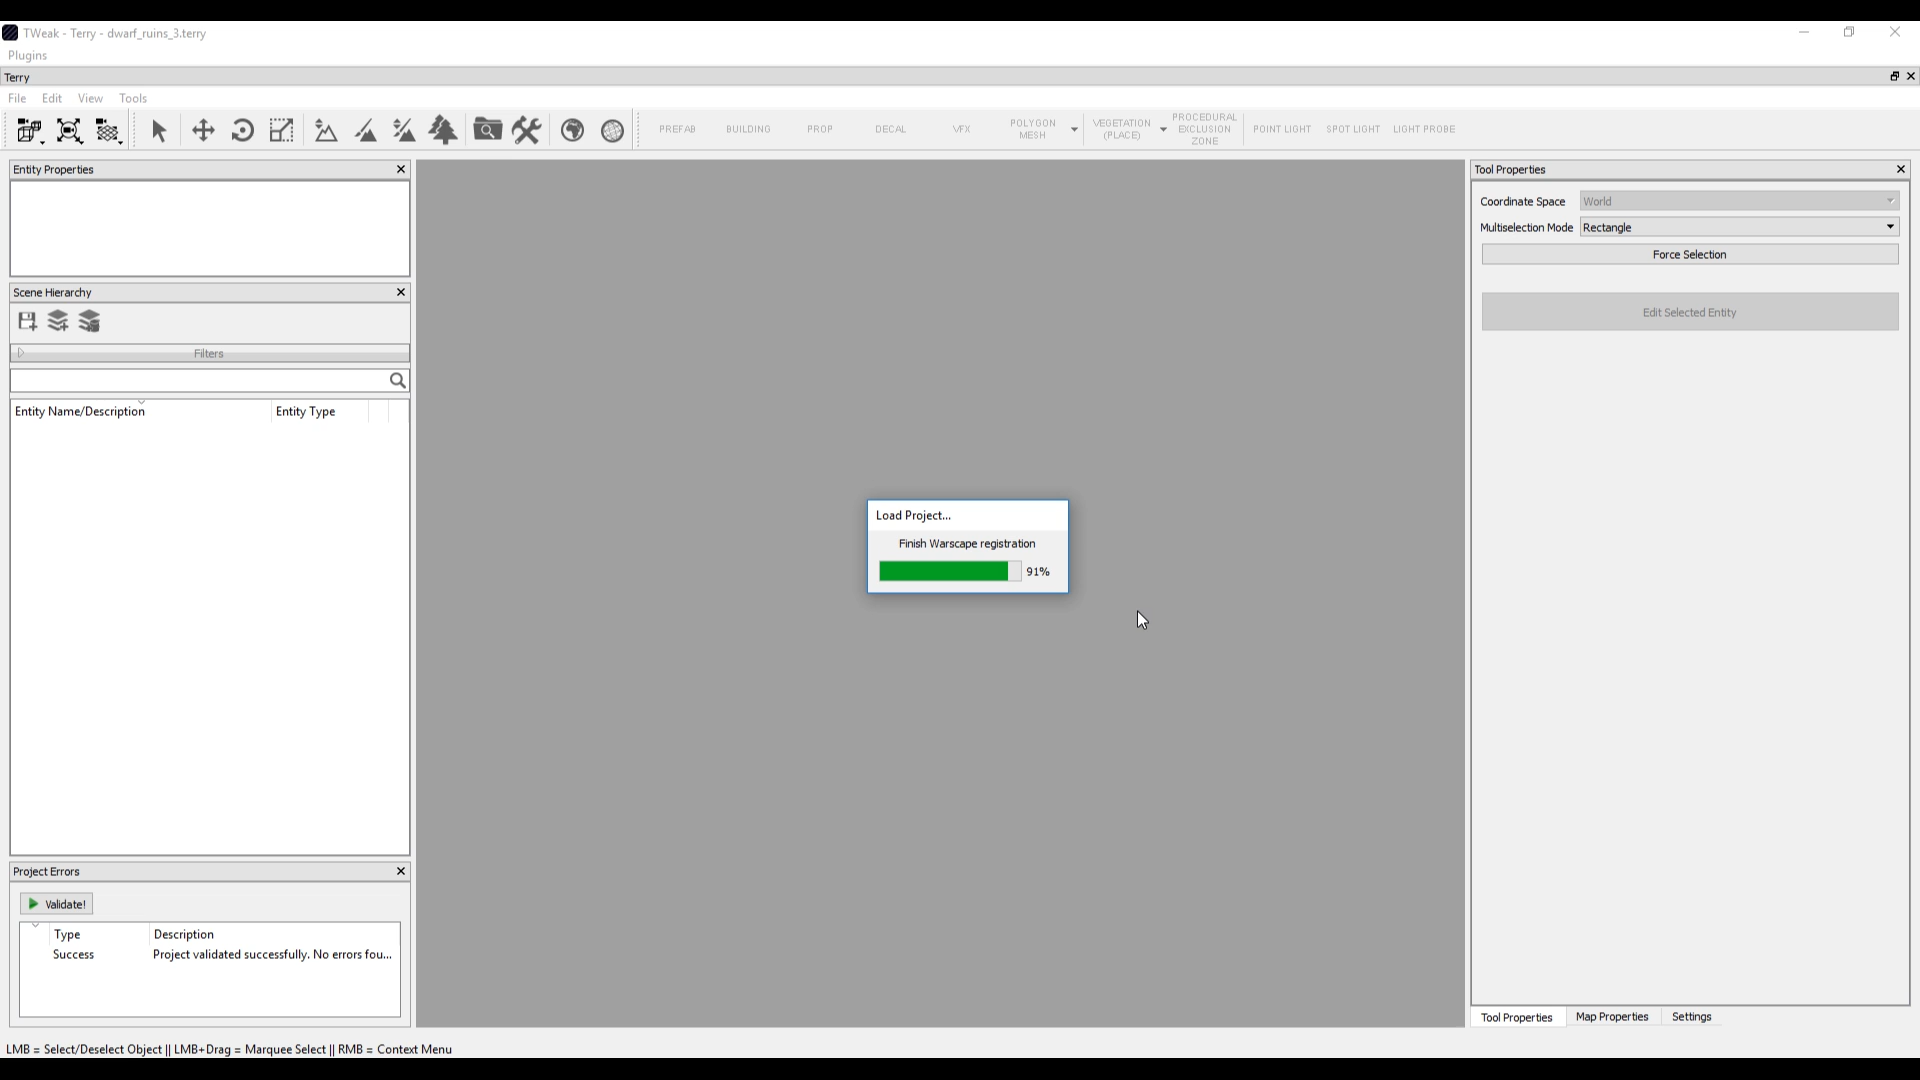 TWeak - Terry - dwarf_ruins_3.terry
Plugins
Terry
File Edit View Tools
PREFAB BUILDING PROP DECAL VFX POLYGON MESH VEGETATION (PLACE) PROCEDURAL EXCLUSION ZONE POINT LIGHT SPOT LIGHT LIGHT PROBE
Entity Properties
Tool Properties
Coordinate Space World
Multiselection Mode Rectangle
Force Selection
Scene Hierarchy
Edit Selected Entity
Filters
Entity Name/Description Entity Type
Load Project...
Finish Warscape registration
91%
Project Errors
Validate!
Type Description
Success Project validated successfully. No errors fou...
Tool Properties Map Properties Settings
LMB = Select/Deselect Object || LMB+Drag = Marquee Select || RMB = Context Menu